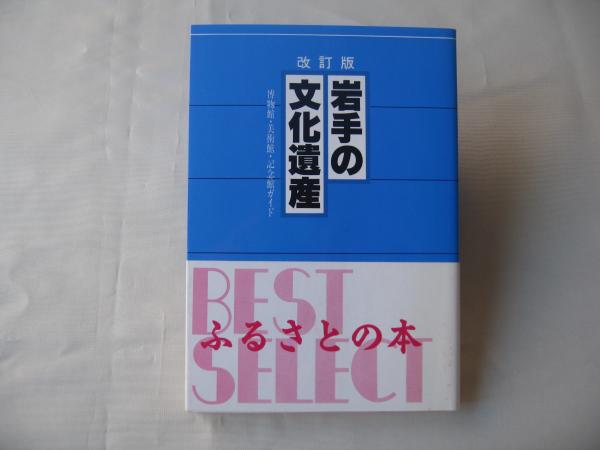 改訂版
岩手の
文化遺産
博物館・美術館・記念館ガイド
BEST
ふるさとの本
SELECT